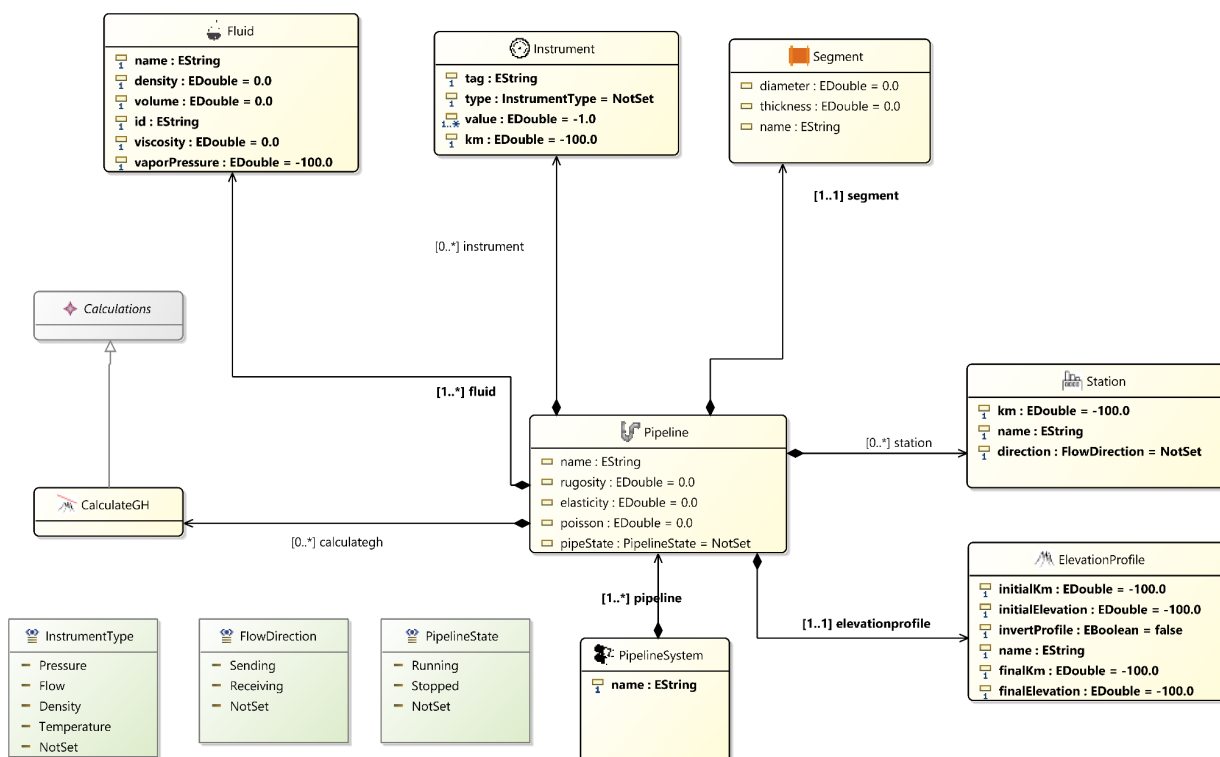 Fluid
name : EString
density : EDouble = 0.0
volume : EDouble = 0.0
id : EString
viscosity : EDouble = 0.0
vaporPressure : EDouble = -100.0
Instrument
tag : EString
type : InstrumentType = NotSet
value : EDouble = -1.0
km : EDouble = -100.0
Segment
diameter : EDouble = 0.0
thickness : EDouble = 0.0
name : EString
[1..1] segment
[0..*] instrument
Calculations
[1..*] fluid
Station
km : EDouble = -100.0
name : EString
direction : FlowDirection = NotSet
[0..*] station
Pipeline
name : EString
rugosity : EDouble = 0.0
elasticity : EDouble = 0.0
poisson : EDouble = 0.0
pipeState : PipelineState = NotSet
CalculateGH
[0..*] calculategh
ElevationProfile
initialKm : EDouble = -100.0
initialElevation : EDouble = -100.0
invertProfile : EBoolean = false
name : EString
finalKm : EDouble = -100.0
finalElevation : EDouble = -100.0
[1..*] pipeline
[1..1] elevationprofile
InstrumentType
Pressure
Flow
Density
Temperature
NotSet
FlowDirection
Sending
Receiving
NotSet
PipelineState
Running
Stopped
NotSet
PipelineSystem
name : EString